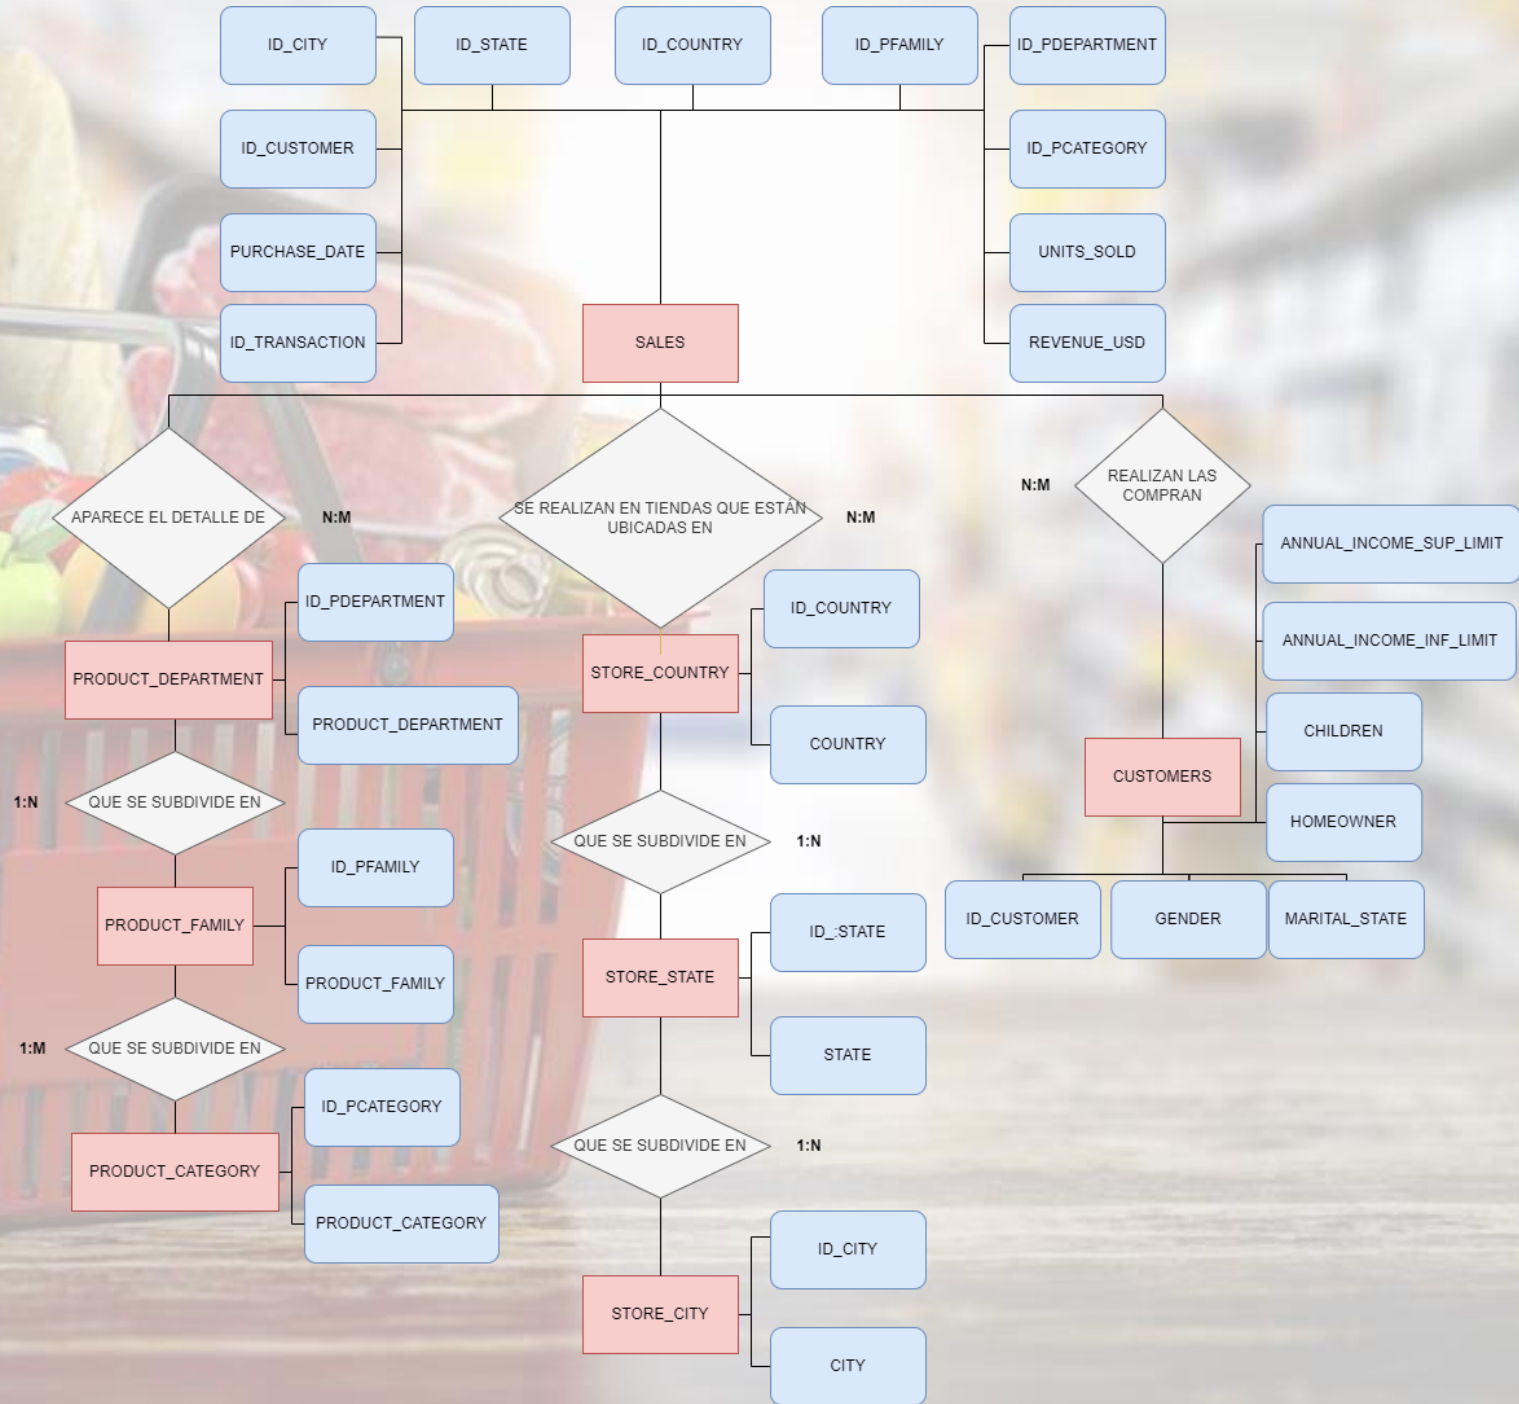 ID_CITY
ID_STATE
ID_COUNTRY
ID_PFAMILY
ID_PDEPARTMENT
ID_CUSTOMER
ID_PCATEGORY
PURCHASE_DATE
UNITS_SOLD
ID_TRANSACTION
SALES
REVENUE_USD
APARECE EL DETALLE DE
N:M
SE REALIZAN EN TIENDAS QUE ESTÁN
UBICADAS EN
N:M
N:M
REALIZAN LAS
COMPRAN
ID_PDEPARTMENT
PRODUCT_DEPARTMENT
PRODUCT_DEPARTMENT
1:N
QUE SE SUBDIVIDE EN
ID_PFAMILY
PRODUCT_FAMILY
PRODUCT_FAMILY
1:M
QUE SE SUBDIVIDE EN
ID_PCATEGORY
PRODUCT_CATEGORY
PRODUCT_CATEGORY
ID_COUNTRY
STORE_COUNTRY
COUNTRY
QUE SE SUBDIVIDE EN
1:N
ID_:STATE
STORE_STATE
STATE
QUE SE SUBDIVIDE EN
1:N
ID_CITY
STORE_CITY
CITY
ANNUAL_INCOME_SUP_LIMIT
ANNUAL_INCOME_INF_LIMIT
CHILDREN
CUSTOMERS
HOMEOWNER
ID_CUSTOMER
GENDER
MARITAL_STATE